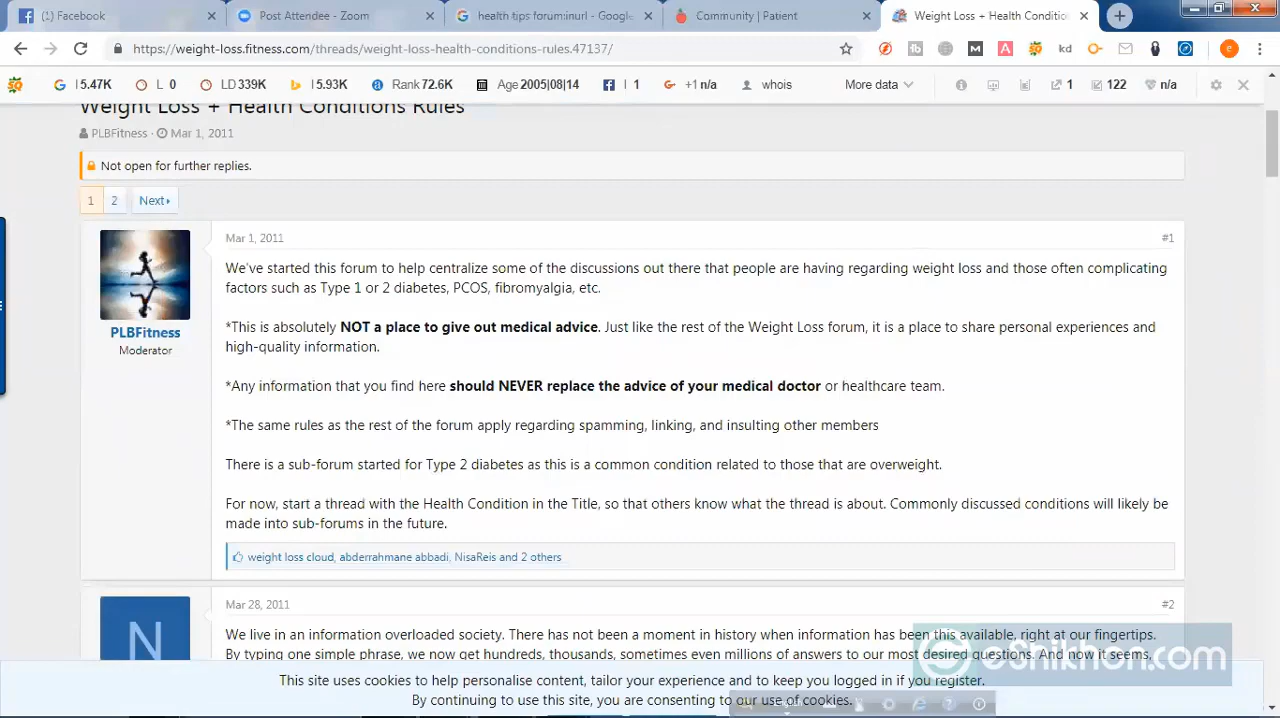 (1) Facebook
Post Attendee - Zoom
health tips forum:inurl - Google
Community | Patient
Weight Loss + Health Conditio
https://weight-loss.fitness.com/threads/weight-loss-health-conditions-rules.47137/
5.47K L 0 LD 339K 5.93K Rank 72.6K Age 2005|08|14 1 +1 n/a whois More data 1 122 n/a
Weight Loss + Health Conditions Rules
PLBFitness · Mar 1, 2011
Not open for further replies.
1 2 Next
Mar 1, 2011 #1
We've started this forum to help centralize some of the discussions out there that people are having regarding weight loss and those often complicating
factors such as Type 1 or 2 diabetes, PCOS, fibromyalgia, etc.
*This is absolutely NOT a place to give out medical advice. Just like the rest of the Weight Loss forum, it is a place to share personal experiences and
high-quality information.
*Any information that you find here should NEVER replace the advice of your medical doctor or healthcare team.
*The same rules as the rest of the forum apply regarding spamming, linking, and insulting other members
There is a sub-forum started for Type 2 diabetes as this is a common condition related to those that are overweight.
For now, start a thread with the Health Condition in the Title, so that others know what the thread is about. Commonly discussed conditions will likely be
made into sub-forums in the future.
PLBFitness
Moderator
weight loss cloud, abderrahmane abbadi, NisaReis and 2 others
Mar 28, 2011 #2
N
We live in an information overloaded society. There has not been a moment in history when information has been this available, right at our fingertips.
By typing one simple phrase, we now get hundreds, thousands, sometimes even millions of answers to our most desired questions. And now it seems,
eShikhon.com
This site uses cookies to help personalise content, tailor your experience and to keep you logged in if you register.
By continuing to use this site, you are consenting to our use of cookies.